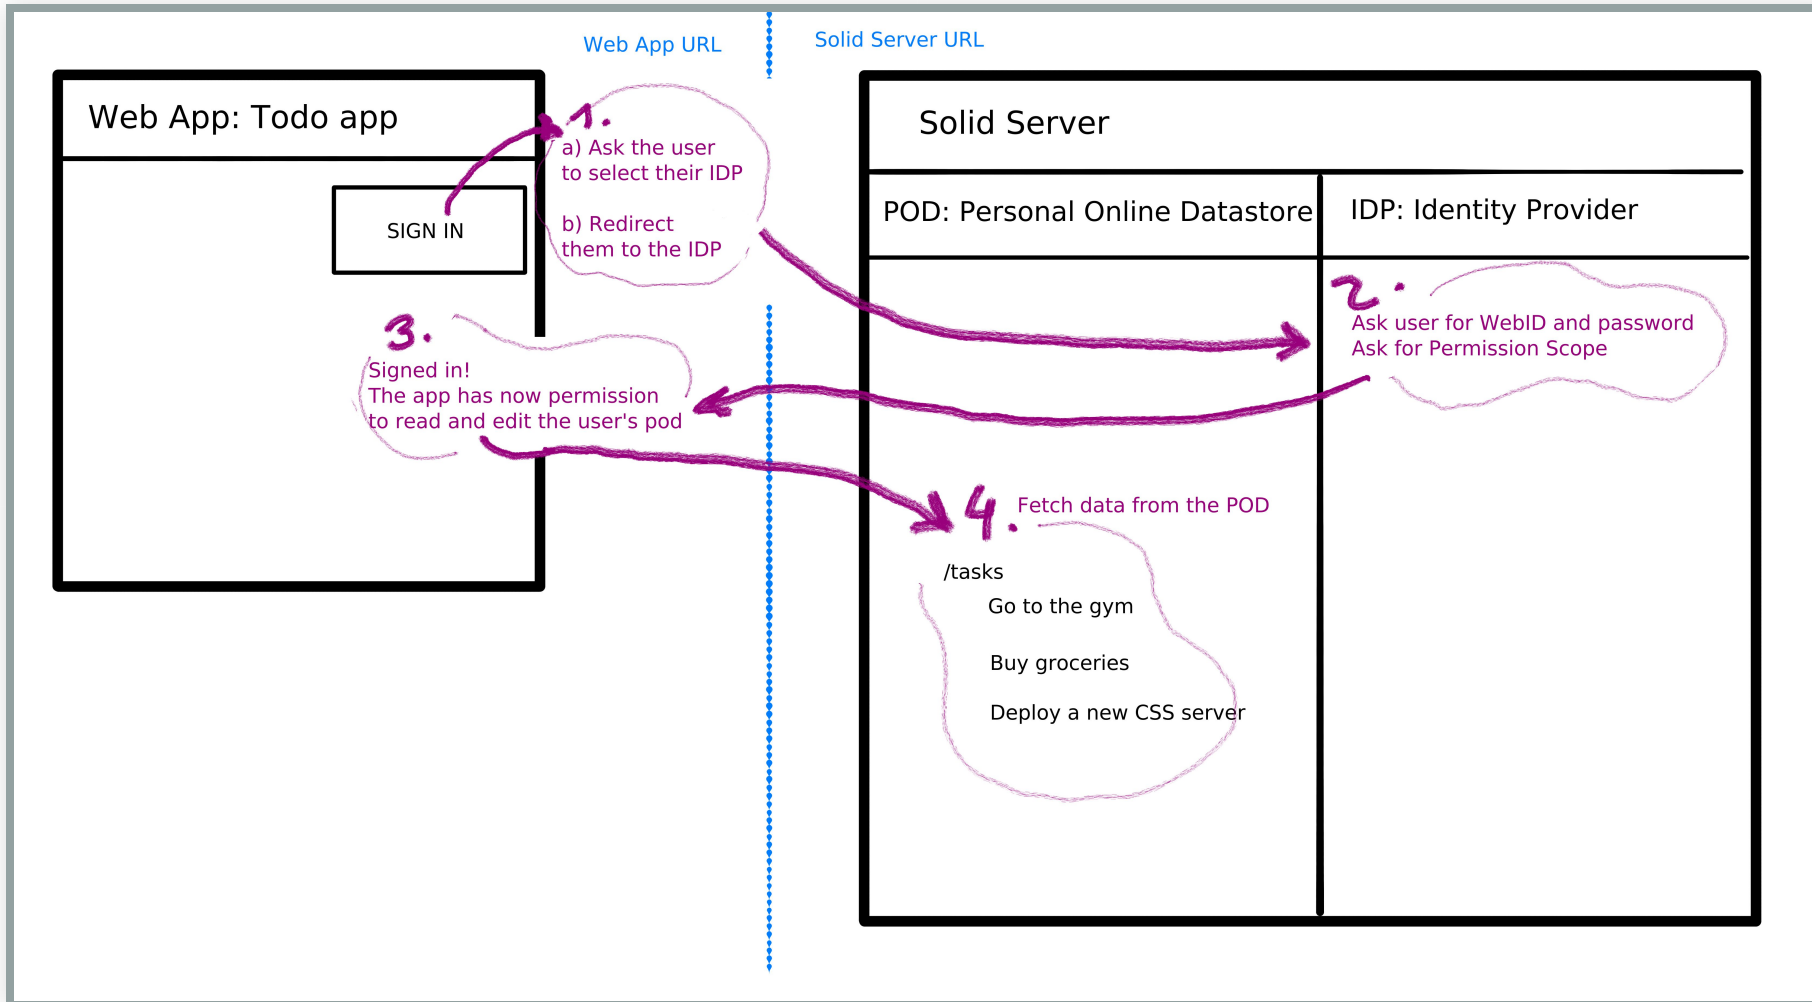 Web App URL
Solid Server URL
Web App: Todo app
SIGN IN
1.
a) Ask the user
to select their IDP
b) Redirect
them to the IDP
Solid Server
POD: Personal Online Datastore
IDP: Identity Provider
2.
Ask user for WebID and password
Ask for Permission Scope
3.
Signed in!
The app has now permission
to read and edit the user's pod
4.
Fetch data from the POD
/tasks
Go to the gym
Buy groceries
Deploy a new CSS server